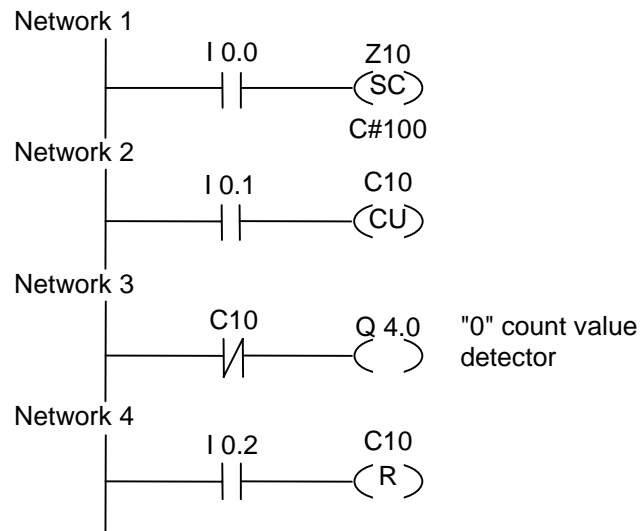 Network 1
I 0.0
Z10
SC
C#100
Network 2
I 0.1
C10
CU
Network 3
C10
Q 4.0
"0" count value
detector
Network 4
I 0.2
C10
R